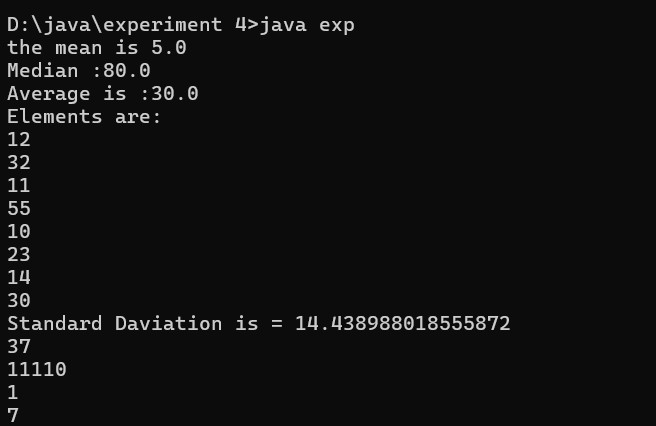 D:\java\experiment 4>java exp
the mean is 5.0
Median :80.0
Average is :30.0
Elements are:
12
32
11
55
10
23
14
30
Standard Daviation is = 14.438988018555872
37
11110
1
7